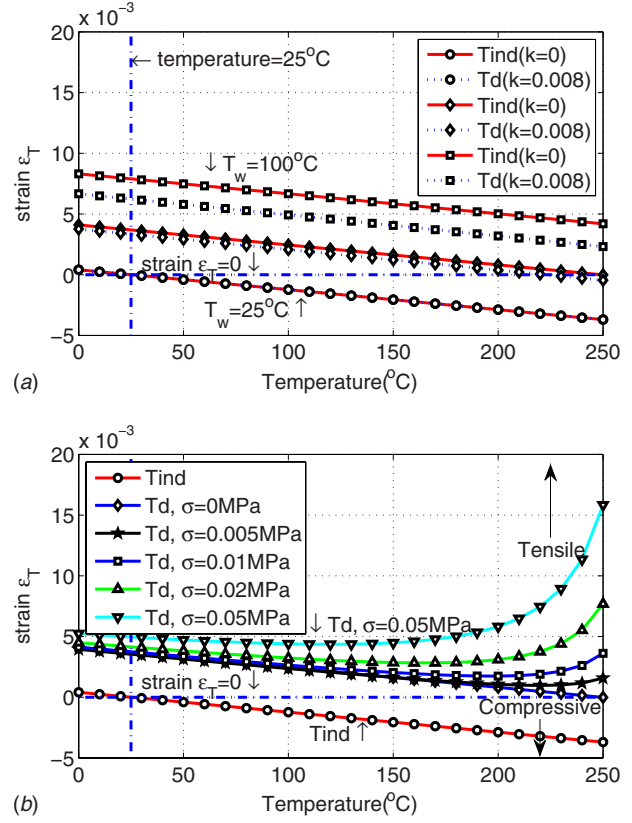 x 10⁻³
20
← temperature=25°C
Tind(k=0)
Td(k=0.008)
Tind(k=0)
Td(k=0.008)
Tind(k=0)
Td(k=0.008)
15
strain ε_T
10
↓ T_w=100°C
5
strain ε_T=0 ↓
0
T_w=25°C ↑
−5
0 50 100 150 200 250
(a)
Temperature(°C)
x 10⁻³
20
Tind
Td, σ=0MPa
Td, σ=0.005MPa
Td, σ=0.01MPa
Td, σ=0.02MPa
Td, σ=0.05MPa
15
Tensile
strain ε_T
10
↓ Td, σ=0.05MPa
5
strain ε_T=0 ↓
0
Compressive
Tind ↑
−5
0 50 100 150 200 250
(b)
Temperature(°C)